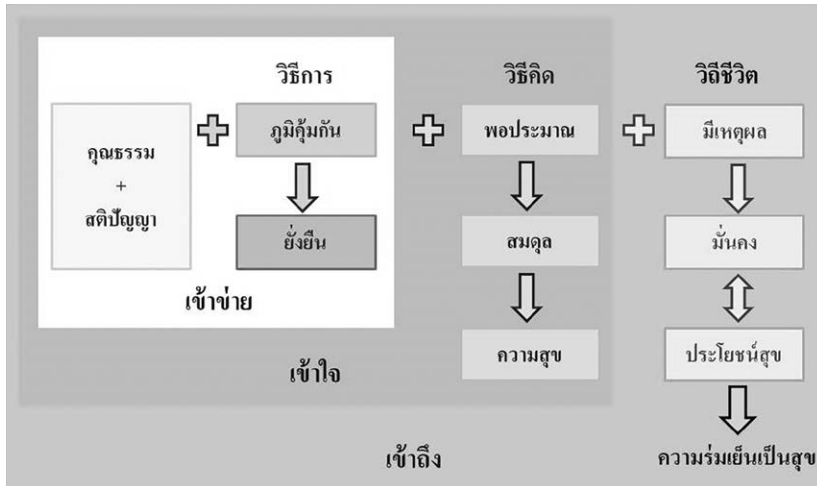 วิธีการ
วิธีคิด
วิถีชีวิต
คุณธรรม
+
สติปัญญา
ภูมิคุ้มกัน
พอประมาณ
มีเหตุผล
ยั่งยืน
สมดุล
มั่นคง
เข้าข่าย
ความสุข
ประโยชน์สุข
เข้าใจ
เข้าถึง
ความร่มเย็นเป็นสุข